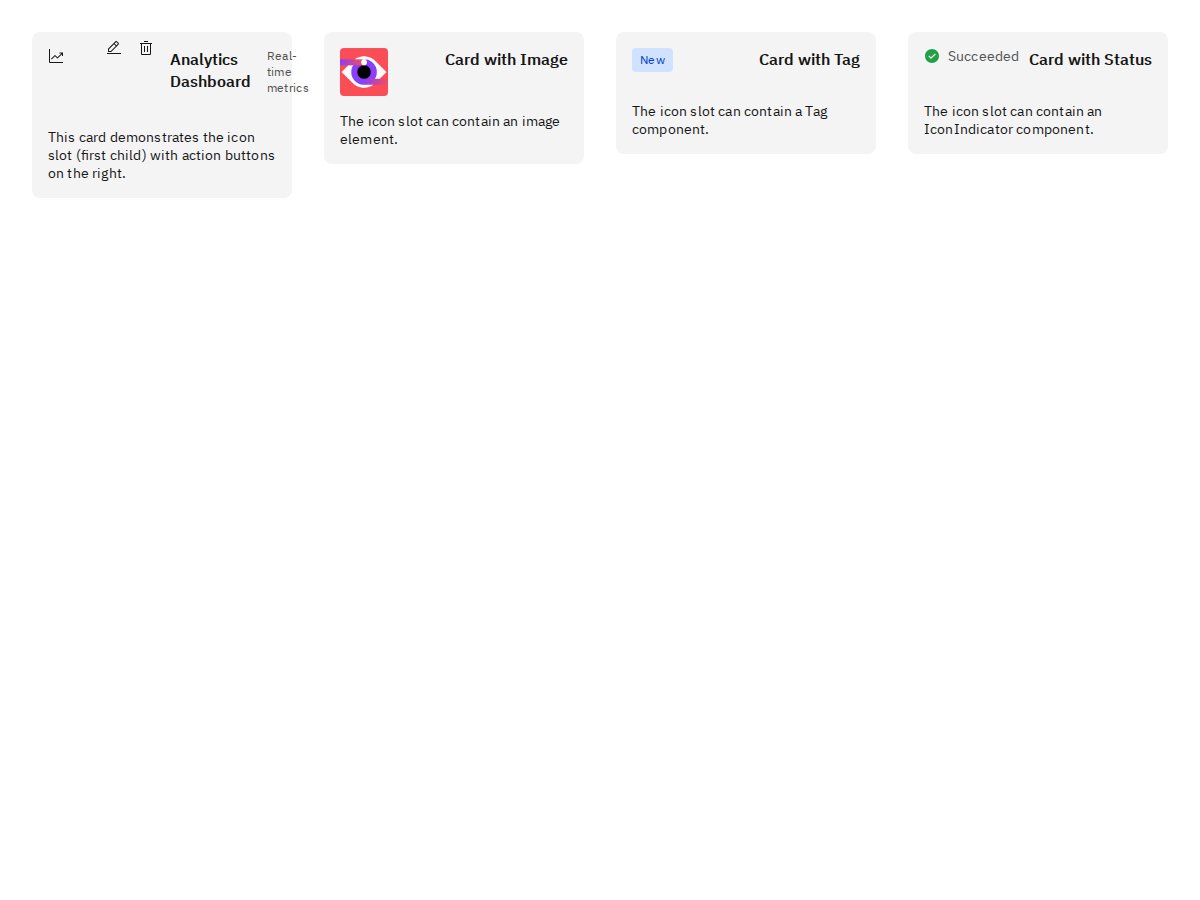 Analytics
Dashboard
Real-
time
metrics
This card demonstrates the icon
slot (first child) with action buttons
on the right.
Card with Image
The icon slot can contain an image
element.
New
Card with Tag
The icon slot can contain a Tag
component.
Succeeded
Card with Status
The icon slot can contain an
IconIndicator component.